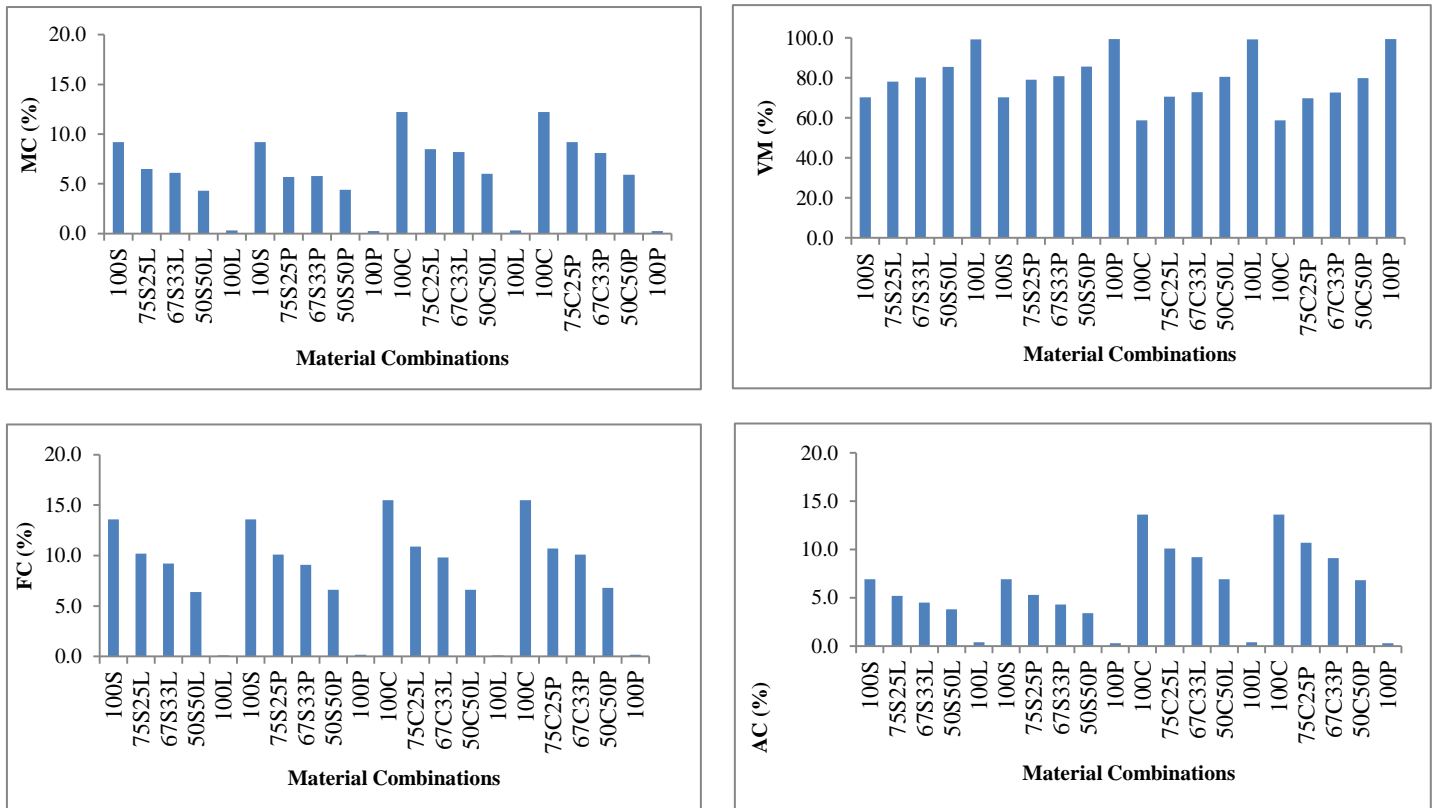 20.0
15.0
10.0
5.0
0.0
MC (%)
100S
75S25L
67S33L
50S50L
100L
100S
75S25P
67S33P
50S50P
100P
100C
75C25L
67C33L
50C50L
100L
100C
75C25P
67C33P
50C50P
100P
Material Combinations
100.0
80.0
60.0
40.0
20.0
0.0
VM (%)
100S
75S25L
67S33L
50S50L
100L
100S
75S25P
67S33P
50S50P
100P
100C
75C25L
67C33L
50C50L
100L
100C
75C25P
67C33P
50C50P
100P
Material Combinations
20.0
15.0
10.0
5.0
0.0
FC (%)
100S
75S25L
67S33L
50S50L
100L
100S
75S25P
67S33P
50S50P
100P
100C
75C25L
67C33L
50C50L
100L
100C
75C25P
67C33P
50C50P
100P
Material Combinations
20.0
15.0
10.0
5.0
0.0
AC (%)
100S
75S25L
67S33L
50S50L
100L
100S
75S25P
67S33P
50S50P
100P
100C
75C25L
67C33L
50C50L
100L
100C
75C25P
67C33P
50C50P
100P
Material Combinations